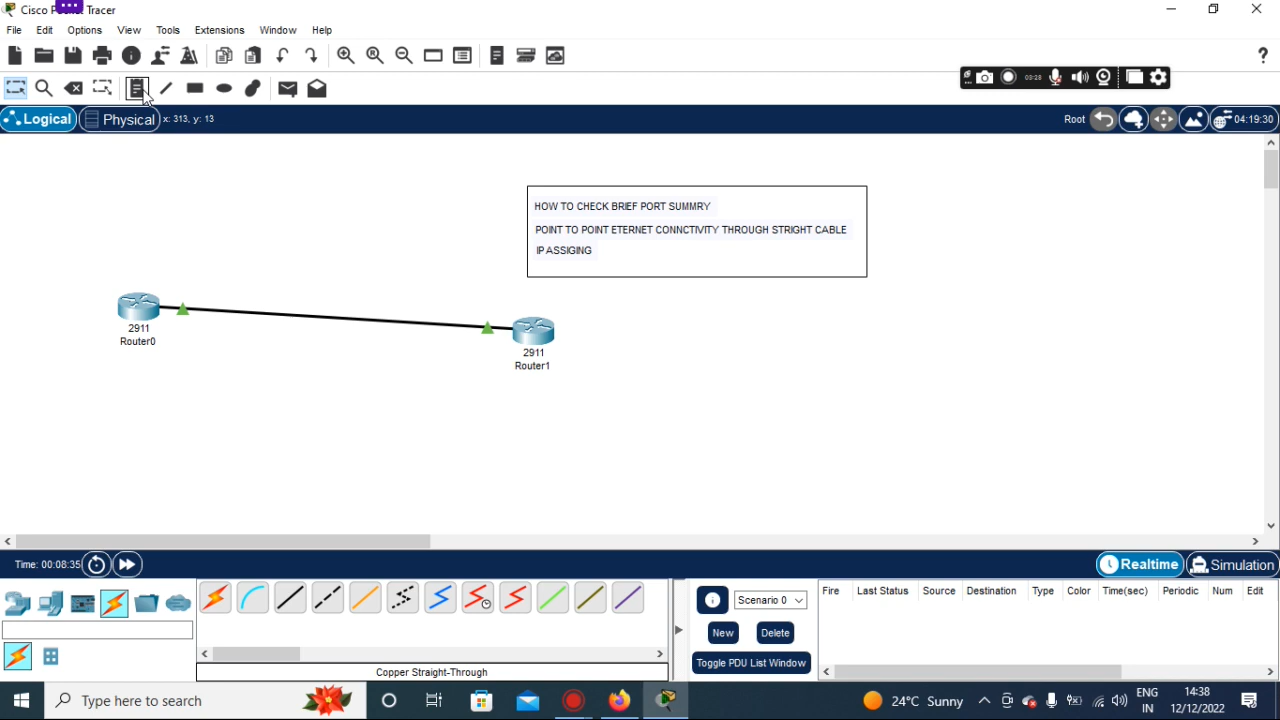 Cisco P Tracer
File Edit Options View Tools Extensions Window Help
03:28
Logical Physical x: 313, y: 13 Root 04:19:30
HOW TO CHECK BRIEF PORT SUMMRY
POINT TO POINT ETERNET CONNCTIVITY THROUGH STRIGHT CABLE
IP ASSIGING
2911
Router0
2911
Router1
Time: 00:08:35 Realtime Simulation
Scenario 0
New Delete
Toggle PDU List Window
Fire Last Status Source Destination Type Color Time(sec) Periodic Num Edit
Copper Straight-Through
Type here to search
24°C Sunny
ENG
IN
14:38
12/12/2022